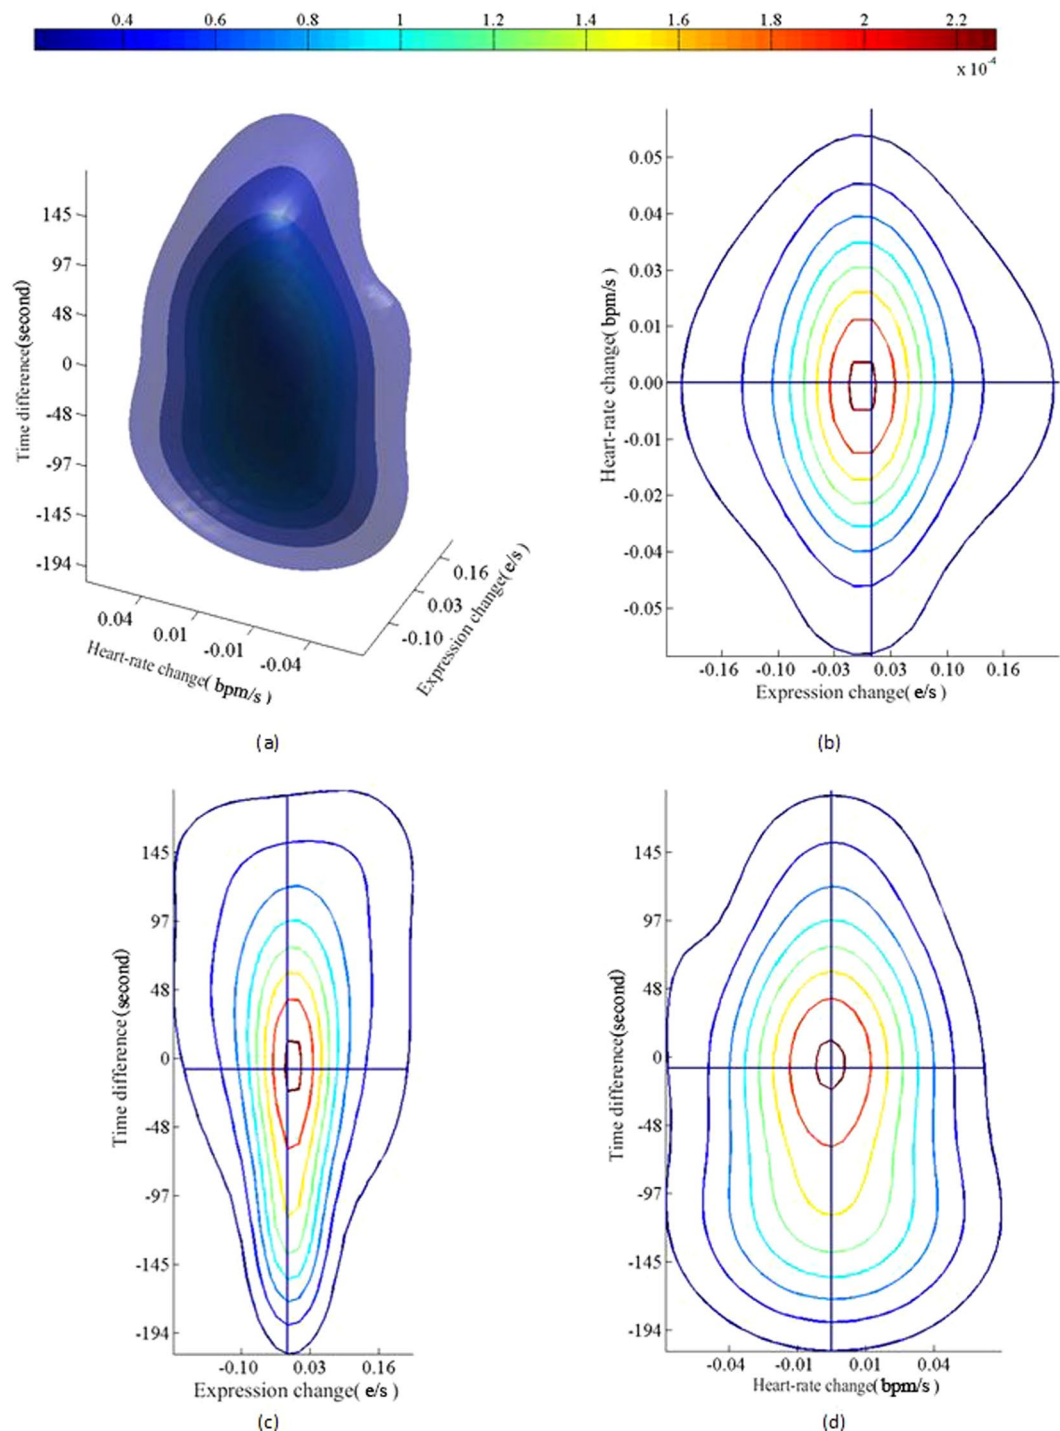 0.4 0.6 0.8 1 1.2 1.4 1.6 1.8 2 2.2
x 10-4
145
97
48
0
-48
-97
-145
-194
Time difference(second)
0.04 0.01 -0.01 -0.04
Heart-rate change( bpm/s )
0.16
0.03
-0.10
Expression change( e/s )
(a)
0.05
0.04
0.03
0.01
0.00
-0.01
-0.02
-0.04
-0.05
Heart-rate change( bpm/s )
-0.16 -0.10 -0.03 0.03 0.10 0.16
Expression change( e/s )
(b)
145
97
48
0
-48
-97
-145
-194
Time difference(second)
-0.10 0.03 0.16
Expression change( e/s )
(c)
145
97
48
0
-48
-97
-145
-194
Time difference(second)
-0.04 -0.01 0.01 0.04
Heart-rate change( bpm/s )
(d)